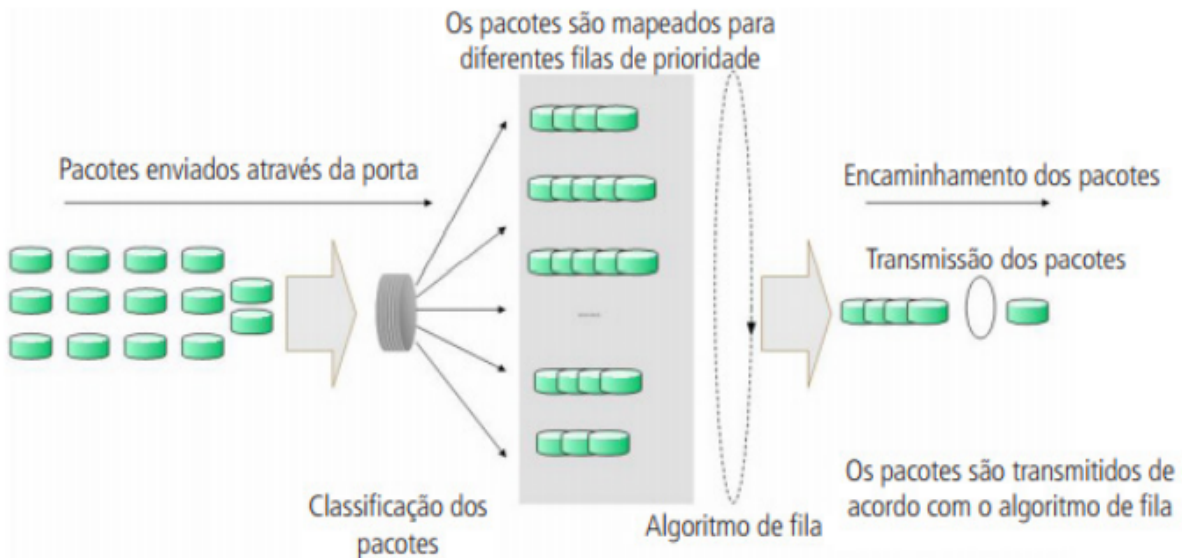 Os pacotes são mapeados para
diferentes filas de prioridade
Pacotes enviados através da porta
Encaminhamento dos pacotes
Transmissão dos pacotes
Classificação dos
pacotes
Algoritmo de fila
Os pacotes são transmitidos de
acordo com o algoritmo de fila